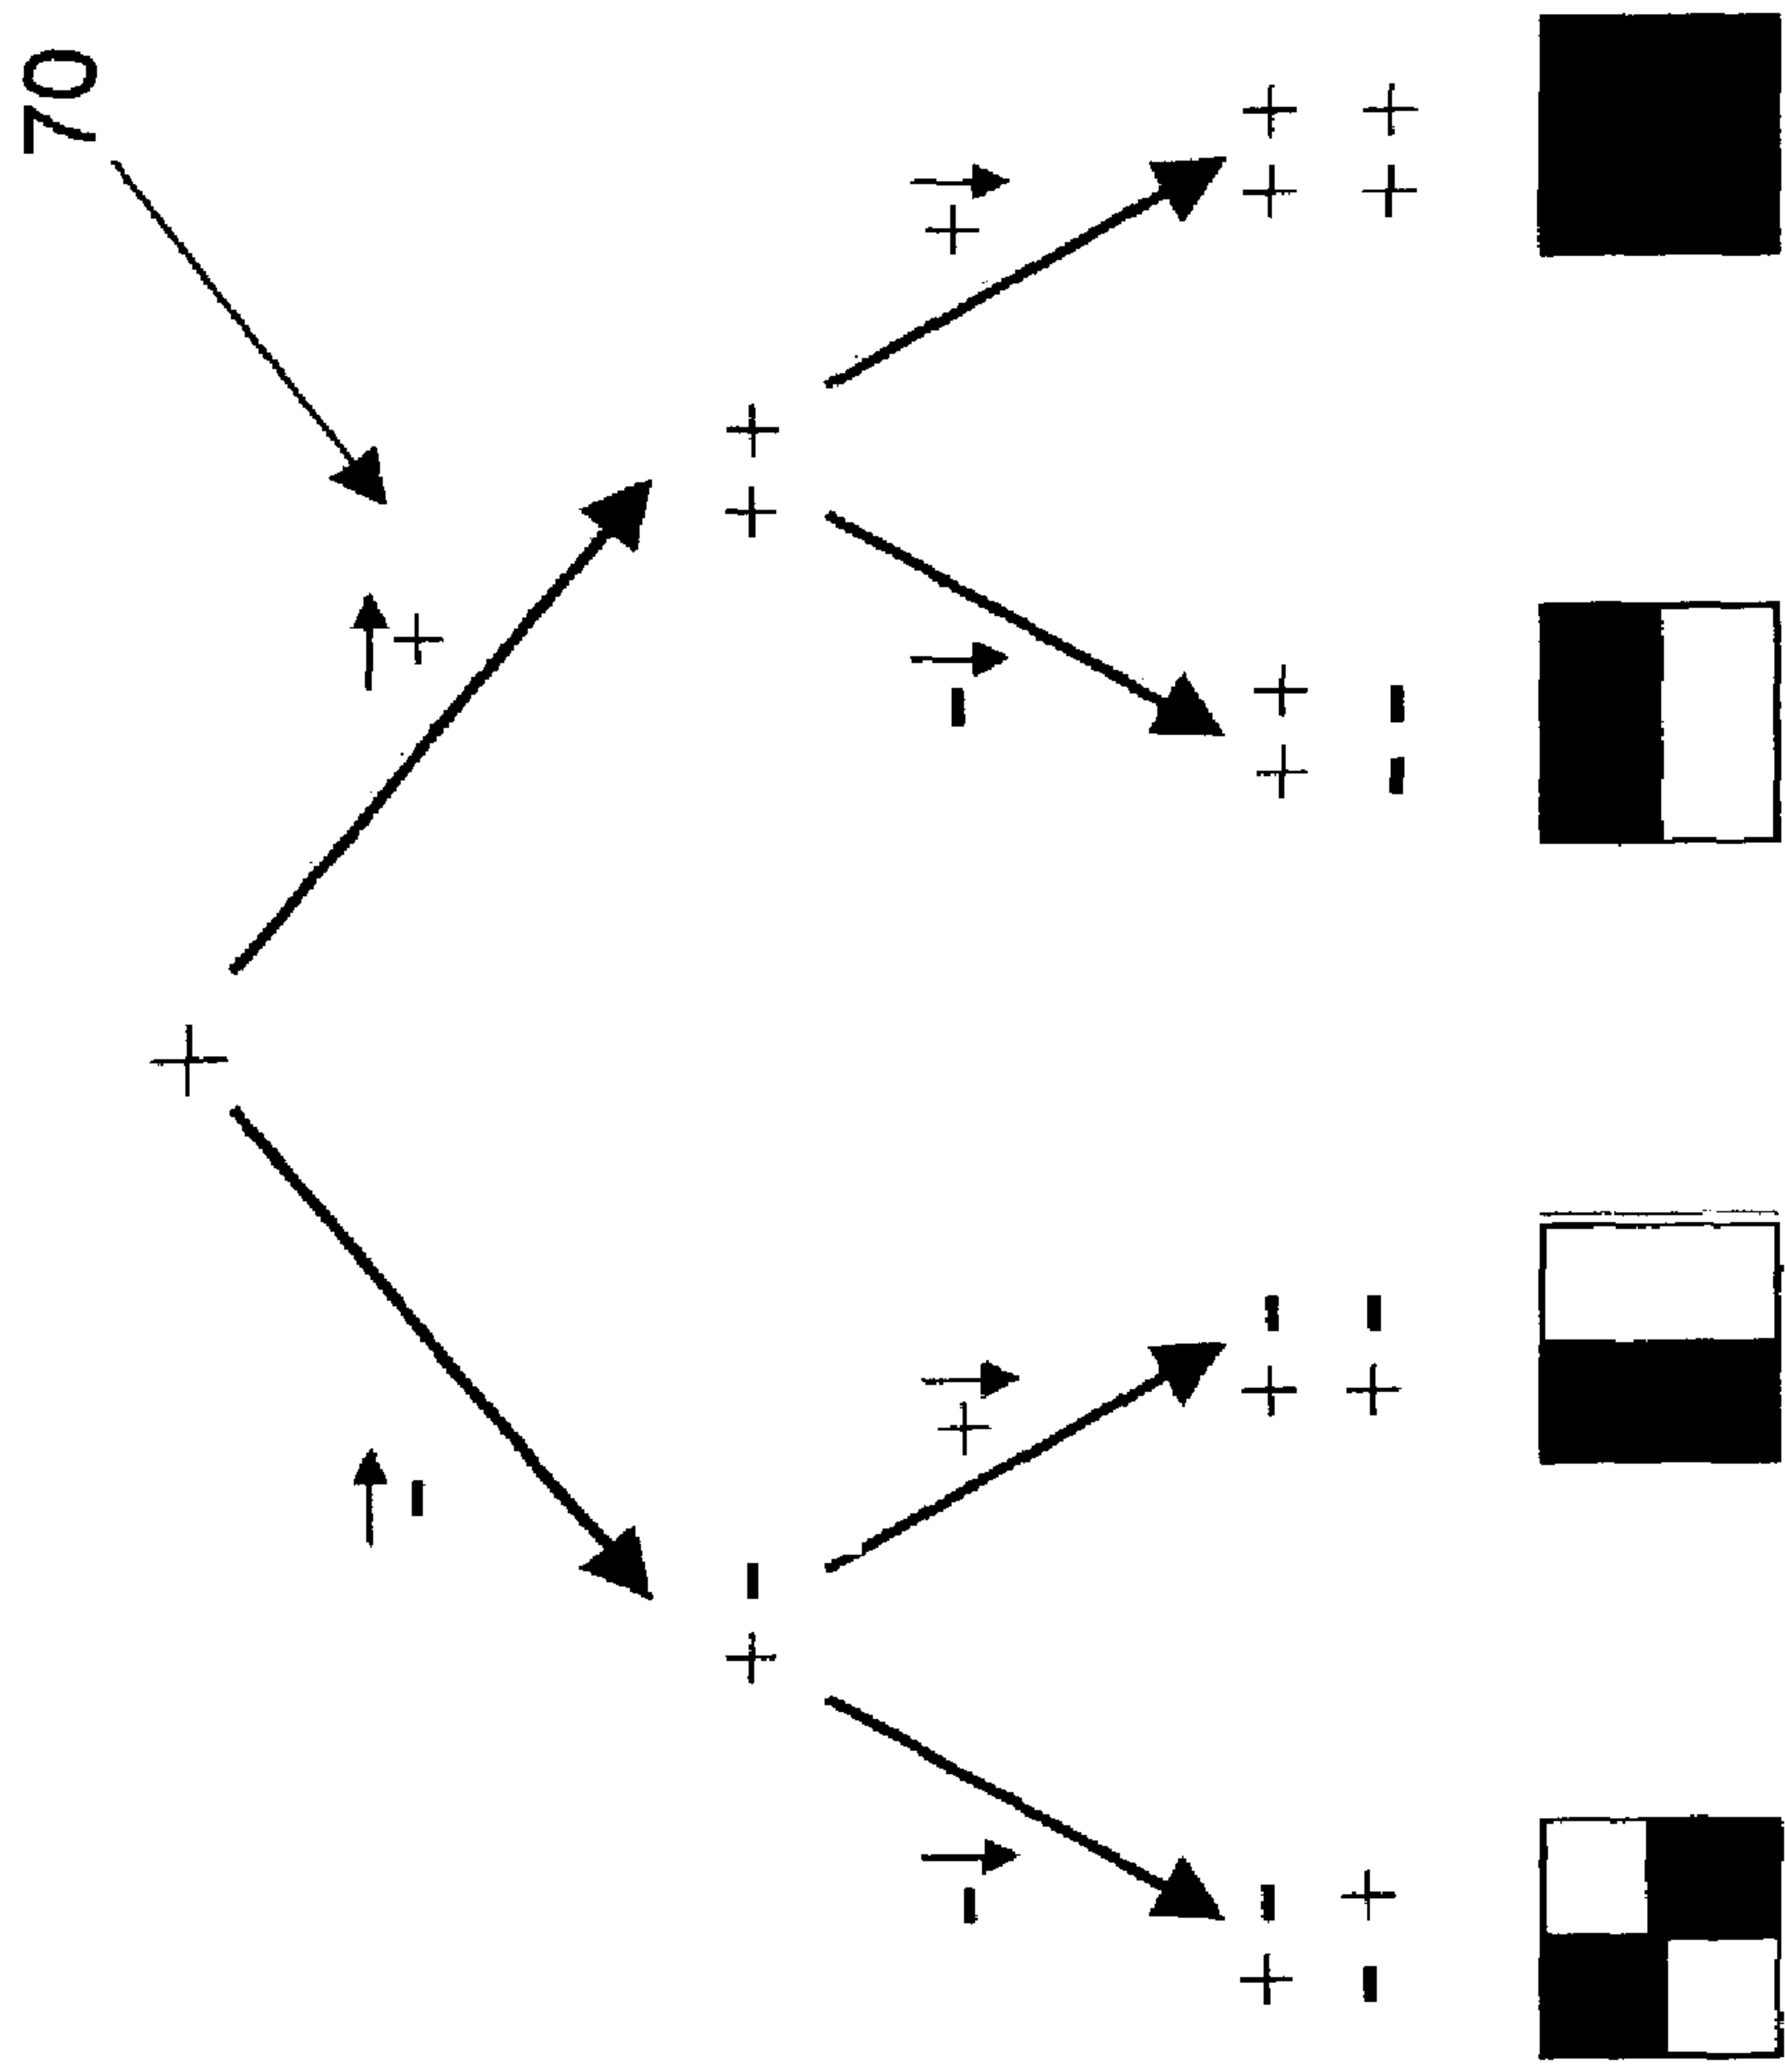 70
+
- +
+ - + +
- + - +
+ - + - + + + +
- + + - - - + +